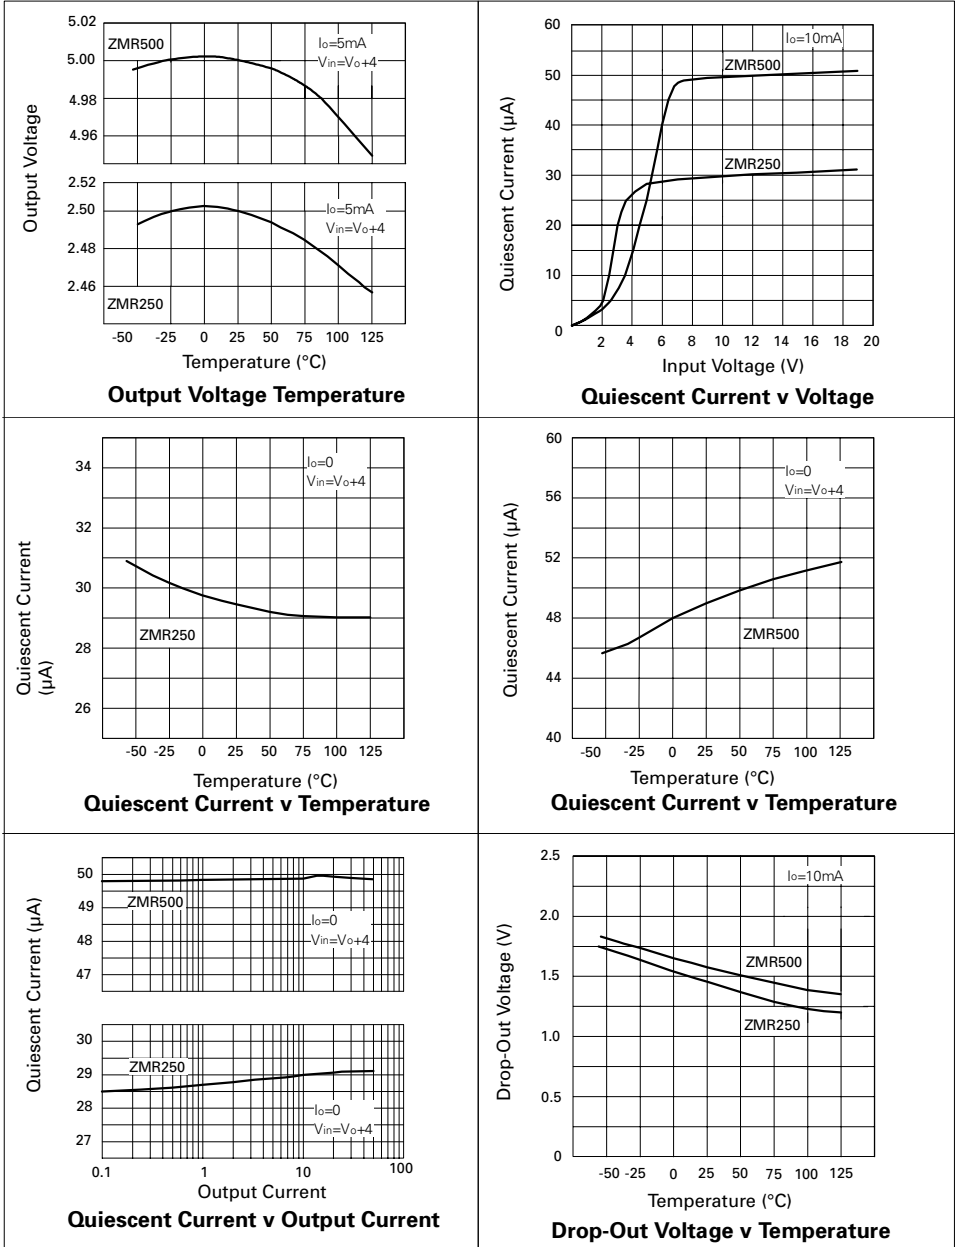 5.02
5.00
4.98
4.96
ZMR500
Io=5mA
Vin=Vo+4
2.52
2.50
2.48
2.46
Io=5mA
Vin=Vo+4
ZMR250
Output Voltage
-50 -25 0 25 50 75 100 125
Temperature (°C)
Output Voltage Temperature
60
50
40
30
20
10
0
Io=10mA
ZMR500
ZMR250
Quiescent Current (µA)
2 4 6 8 10 12 14 16 18 20
Input Voltage (V)
Quiescent Current v Voltage
34
32
30
28
26
Io=0
Vin=Vo+4
ZMR250
Quiescent Current
(µA)
-50 -25 0 25 50 75 100 125
Temperature (°C)
Quiescent Current v Temperature
60
56
52
48
44
40
Io=0
Vin=Vo+4
ZMR500
Quiescent Current (µA)
-50 -25 0 25 50 75 100 125
Temperature (°C)
Quiescent Current v Temperature
50
49
48
47
ZMR500
Io=0
Vin=Vo+4
30
29
28
27
ZMR250
Io=0
Vin=Vo+4
Quiescent Current (µA)
0.1 1 10 100
Output Current
Quiescent Current v Output Current
2.5
2.0
1.5
1.0
0.5
0
Io=10mA
ZMR500
ZMR250
Drop-Out Voltage (V)
-50 -25 0 25 50 75 100 125
Temperature (°C)
Drop-Out Voltage v Temperature